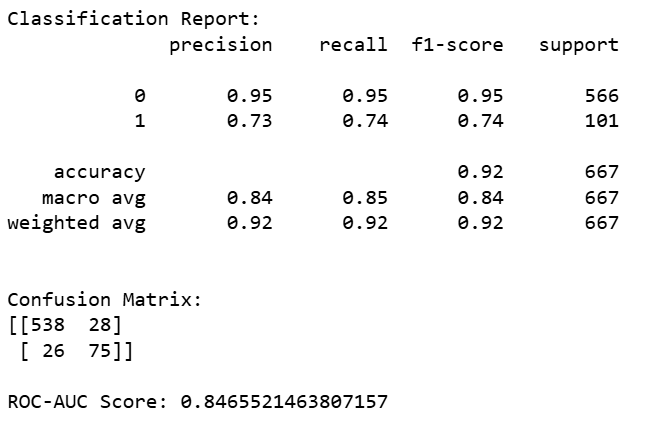 Classification Report:
precision recall f1-score support
0 0.95 0.95 0.95 566
1 0.73 0.74 0.74 101
accuracy 0.92 667
macro avg 0.84 0.85 0.84 667
weighted avg 0.92 0.92 0.92 667
Confusion Matrix:
[[538 28]
[ 26 75]]
ROC-AUC Score: 0.8465521463807157